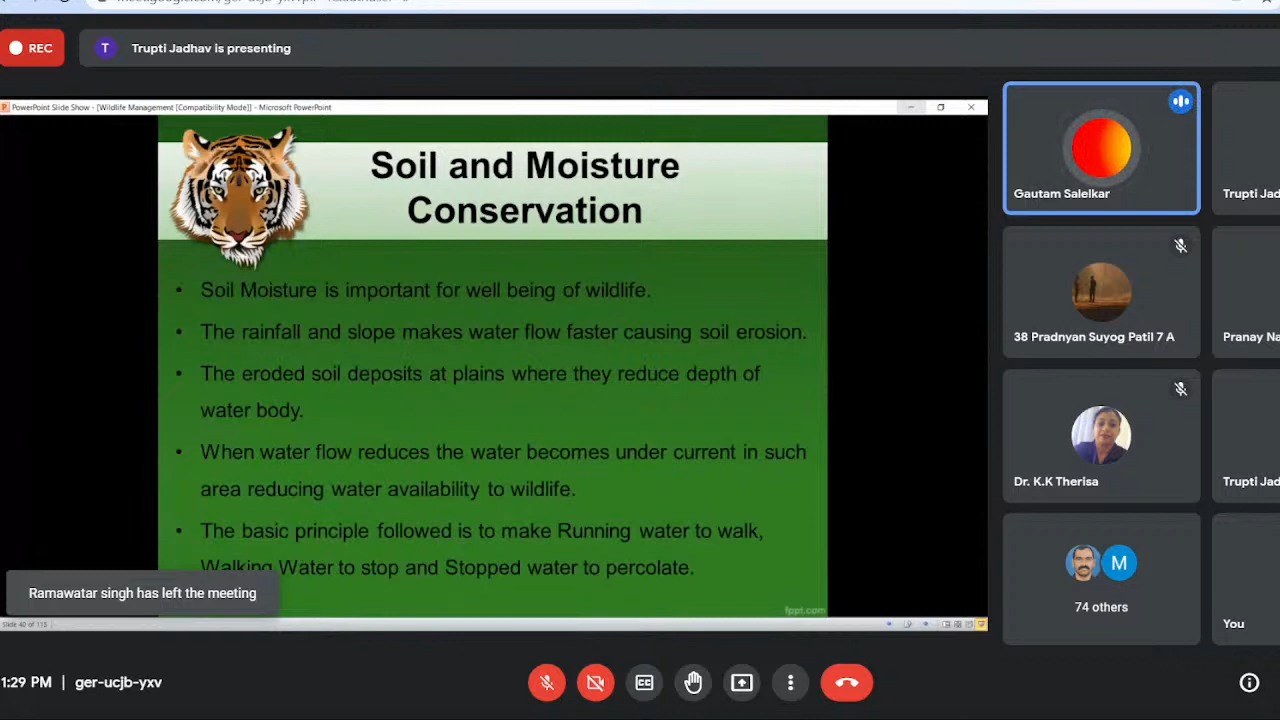 REC
T
Trupti Jadhav is presenting
PowerPoint Slide Show - [Wildlife Management [Compatibility Mode]] - Microsoft PowerPoint
Soil and Moisture
Conservation
• Soil Moisture is important for well being of wildlife.
• The rainfall and slope makes water flow faster causing soil erosion.
• The eroded soil deposits at plains where they reduce depth of
water body.
• When water flow reduces the water becomes under current in such
area reducing water availability to wildlife.
• The basic principle followed is to make Running water to walk,
Walking Water to stop and Stopped water to percolate.
fppt.com
Ramawatar singh has left the meeting
Slide 40 of 115
Gautam Salelkar
Trupti Jad
38 Pradnyan Suyog Patil 7 A
Pranay Na
Dr. K.K Therisa
Trupti Jad
M
74 others
You
1:29 PM | ger-ucjb-yxv